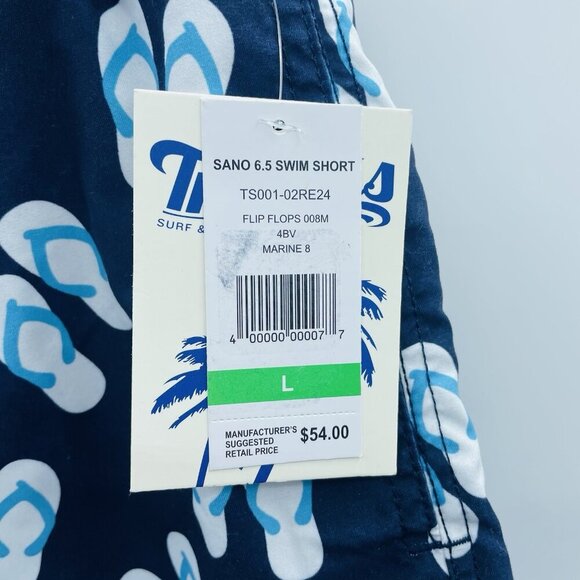 SANO 6.5 SWIM SHORT
TS001-02RE24
FLIP FLOPS 008M
4BV
MARINE 8
4 00000 00007 7
L
MANUFACTURER'S
SUGGESTED
RETAIL PRICE
$54.00
SURF &